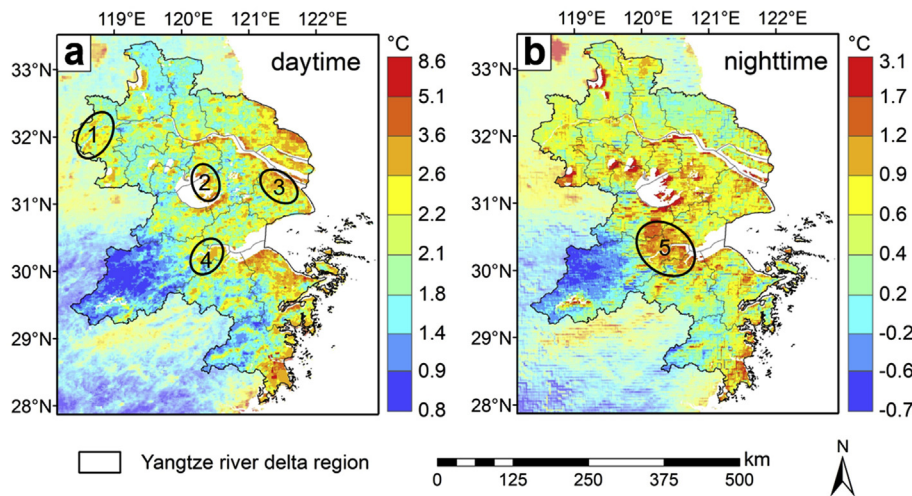 119°E 120°E 121°E 122°E
a
daytime
33°N
32°N
31°N
30°N
29°N
28°N
1
2
3
4
°C
8.6
5.1
3.6
2.6
2.2
2.1
1.8
1.4
0.9
0.8
119°E 120°E 121°E 122°E
b
nighttime
33°N
32°N
31°N
30°N
29°N
28°N
5
°C
3.1
1.7
1.2
0.9
0.6
0.4
0.2
-0.2
-0.6
-0.7
Yangtze river delta region
km
0 125 250 375 500
N